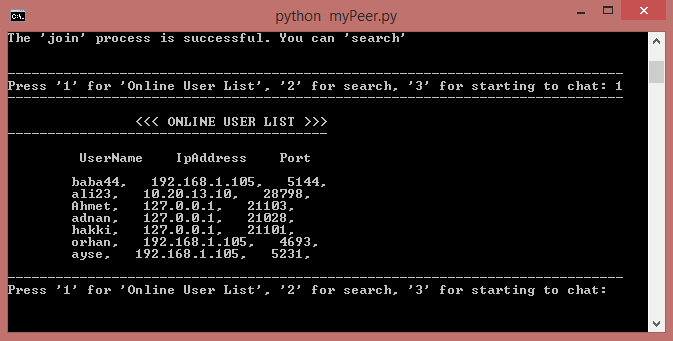 python myPeer.py
The 'join' process is successful. You can 'search'
Press '1' for 'Online User List', '2' for search, '3' for starting to chat: 1
<<< ONLINE USER LIST >>>
UserName IpAddress Port
baba44, 192.168.1.105, 5144,
ali23, 10.20.13.10, 28798,
Ahmet, 127.0.0.1, 21103,
adnan, 127.0.0.1, 21028,
hakki, 127.0.0.1, 21101,
orhan, 192.168.1.105, 4693,
ayse, 192.168.1.105, 5231,
Press '1' for 'Online User List', '2' for search, '3' for starting to chat: